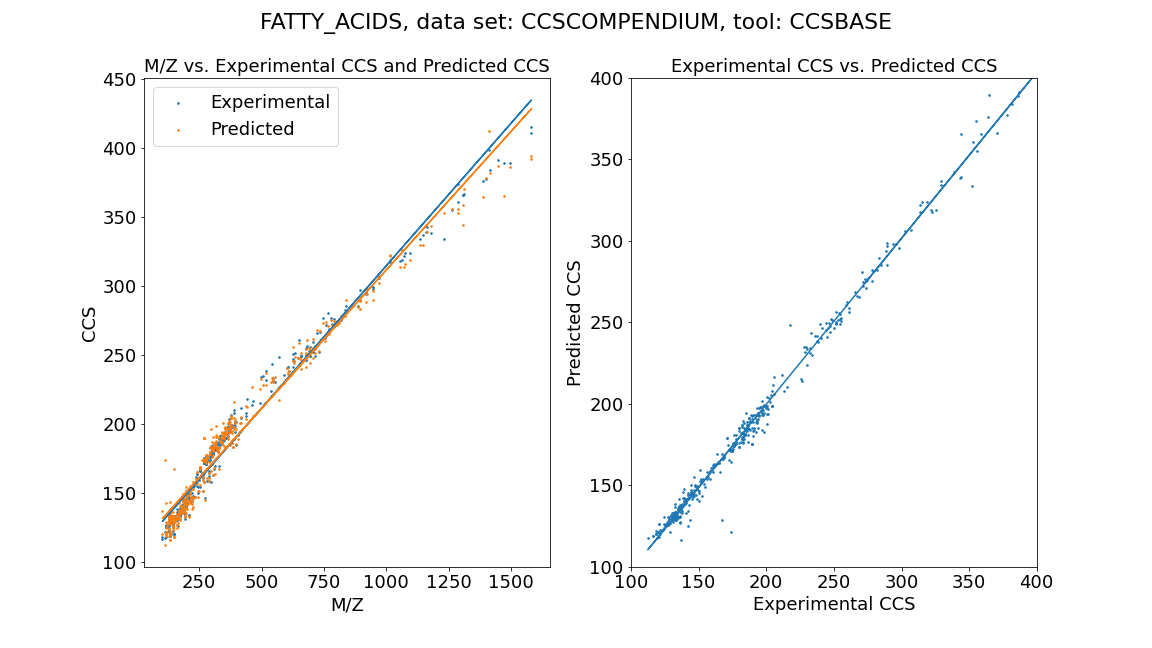 FATTY_ACIDS, data set: CCSCOMPENDIUM, tool: CCSBASE
M/Z vs. Experimental CCS and Predicted CCS
450
400
350
300
250
200
150
100
CCS
Experimental
Predicted
250 500 750 1000 1250 1500
M/Z
Experimental CCS vs. Predicted CCS
400
350
300
250
200
150
100
Predicted CCS
100 150 200 250 300 350 400
Experimental CCS